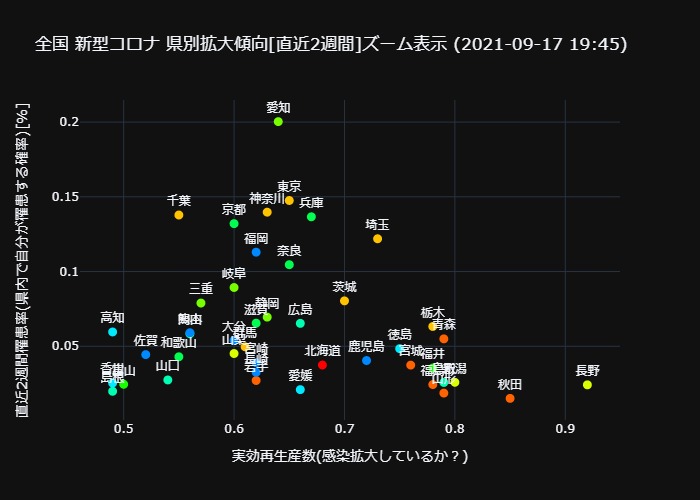 全国 新型コロナ 県別拡大傾向[直近2週間]ズーム表示 (2021-09-17 19:45)
直近2週間罹患率(県内で自分が罹患する確率)[%]
0.2
0.15
0.1
0.05
愛知
東京
千葉
神奈川
京都
兵庫
埼玉
福岡
奈良
岐阜
三重
茨城
高知
滋賀
静岡
広島
栃木
青森
大分
群馬
佐賀
和歌山
徳島
宮崎
北海道
鹿児島
宮城
福井
山口
岩手
愛媛
香川
島根
新潟
秋田
長野
0.5
0.6
0.7
0.8
0.9
実効再生産数(感染拡大しているか？)